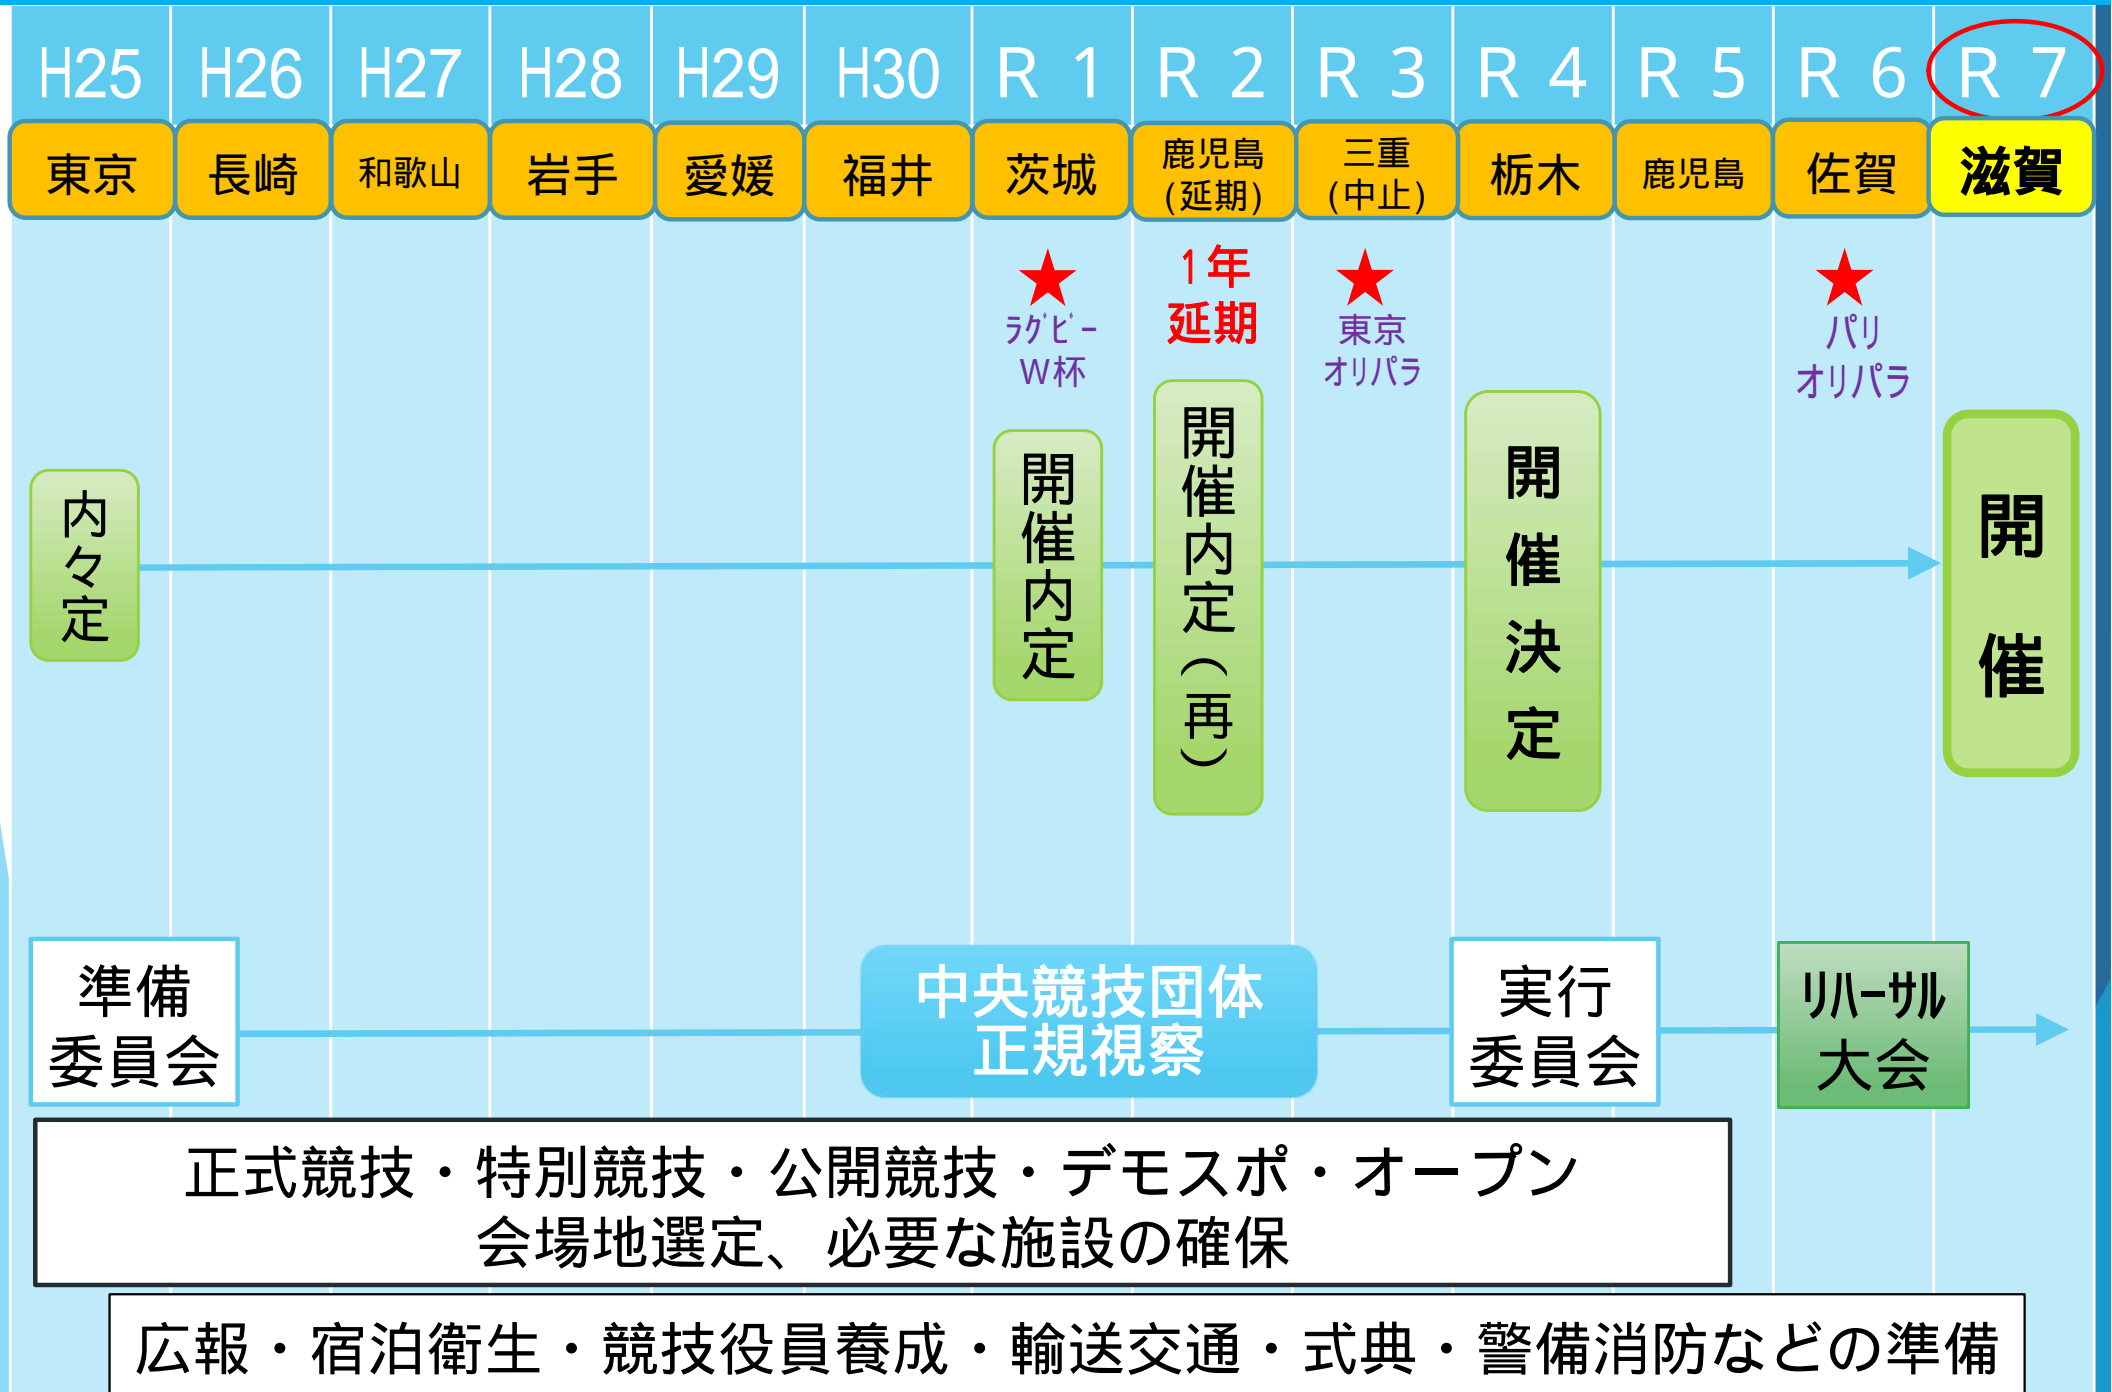 H25 H26 H27 H28 H29 H30 R 1 R 2 R 3 R 4 R 5 R 6 R 7
東京 長崎 和歌山 岩手 愛媛 福井 茨城 鹿児島 三重 栃木 鹿児島 佐賀 滋賀
(延期) (中止)
★ 1年 ★ ★
ﾗｸﾞﾋﾞｰ 延期 東京 パリ
W杯 オリパラ オリパラ
内々定
開催内定
開催内定（再）
開催決定
開催
準備
委員会
中央競技団体
正規視察
実行
委員会
ﾘﾊｰｻﾙ
大会
正式競技・特別競技・公開競技・デモスポ・オープン
会場地選定、必要な施設の確保
広報・宿泊衛生・競技役員養成・輸送交通・式典・警備消防などの準備